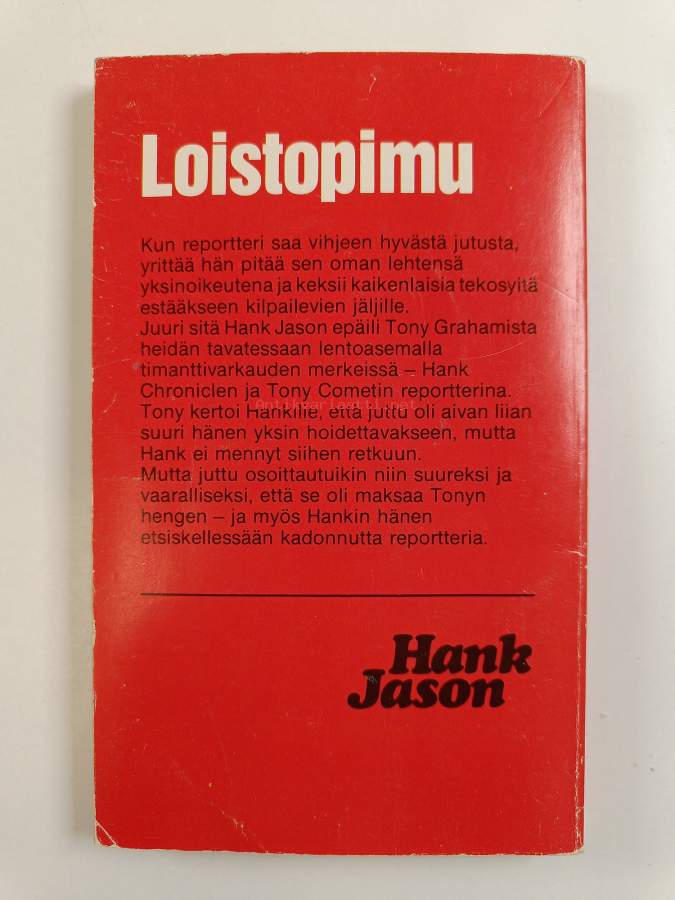 Loistopimu
Kun reportteri saa vihjeen hyvästä jutusta,
yrittää hän pitää sen oman lehtensä
yksinoikeutena ja keksii kaikenlaisia tekosyitä
estääkseen kilpailevien jäljille.
Juuri sitä Hank Jason epäili Tony Grahamista
heidän tavatessaan lentoasemalla
timanttivarkauden merkeissä – Hank
Chroniclen ja Tony Cometin reportterina.
Antikvariaatti.net
Tony kertoi Hankille, että juttu oli aivan liian
suuri hänen yksin hoidettavakseen, mutta
Hank ei mennyt siihen retkuun.
Mutta juttu osoittautuikin niin suureksi ja
vaaralliseksi, että se oli maksaa Tonyn
hengen – ja myös Hankin hänen
etsiskellessään kadonnutta reportteria.
Hank
Jason